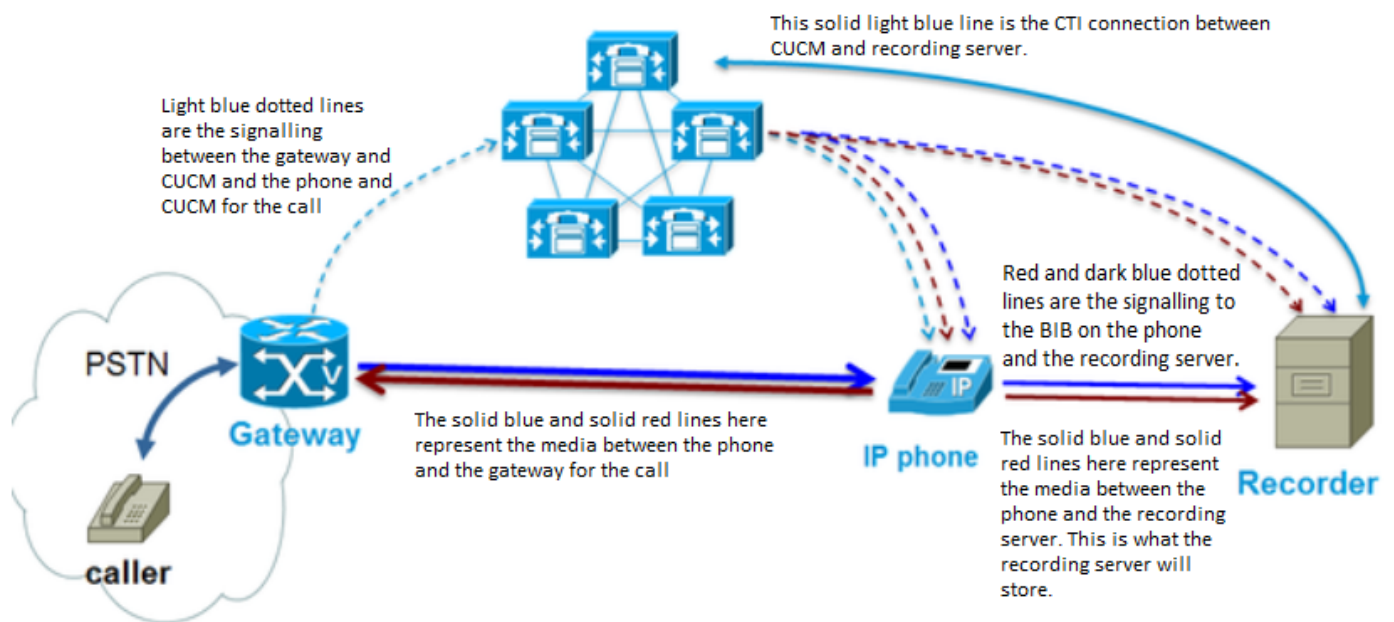 This solid light blue line is the CTI connection between
CUCM and recording server.
Light blue dotted lines
are the signalling
between the gateway and
CUCM and the phone and
CUCM for the call
Red and dark blue dotted
lines are the signalling to
the BIB on the phone
and the recording server.
PSTN
V
Gateway
caller
The solid blue and solid red lines here
represent the media between the phone
and the gateway for the call
IP
IP phone
The solid blue and solid
red lines here represent
the media between the
phone and the recording
server. This is what the
recording server will
store.
Recorder